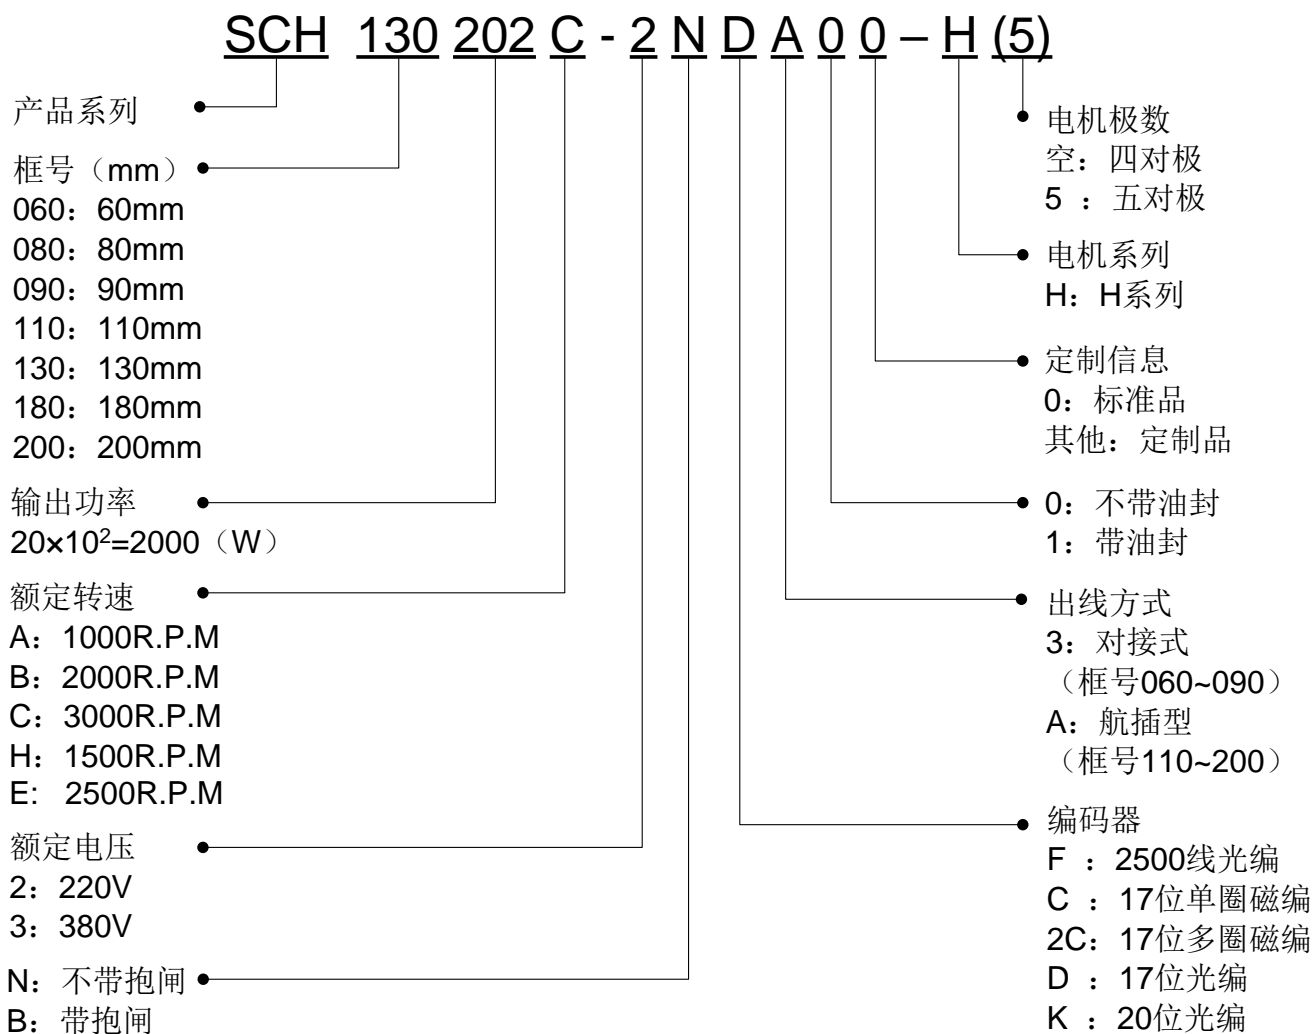 SCH 130 202 C - 2 N D A 0 0 – H (5)
产品系列
框号（mm）
060：60mm
080：80mm
090：90mm
110：110mm
130：130mm
180：180mm
200：200mm
输出功率
20×10²=2000（W）
额定转速
A：1000R.P.M
B：2000R.P.M
C：3000R.P.M
H：1500R.P.M
E: 2500R.P.M
额定电压
2：220V
3：380V
N：不带抱闸
B：带抱闸
电机极数
空：四对极
5 ：五对极
电机系列
H：H系列
定制信息
0：标准品
其他：定制品
0：不带油封
1：带油封
出线方式
3：对接式
（框号060~090）
A：航插型
（框号110~200）
编码器
F ：2500线光编
C ：17位单圈磁编
2C：17位多圈磁编
D ：17位光编
K ：20位光编